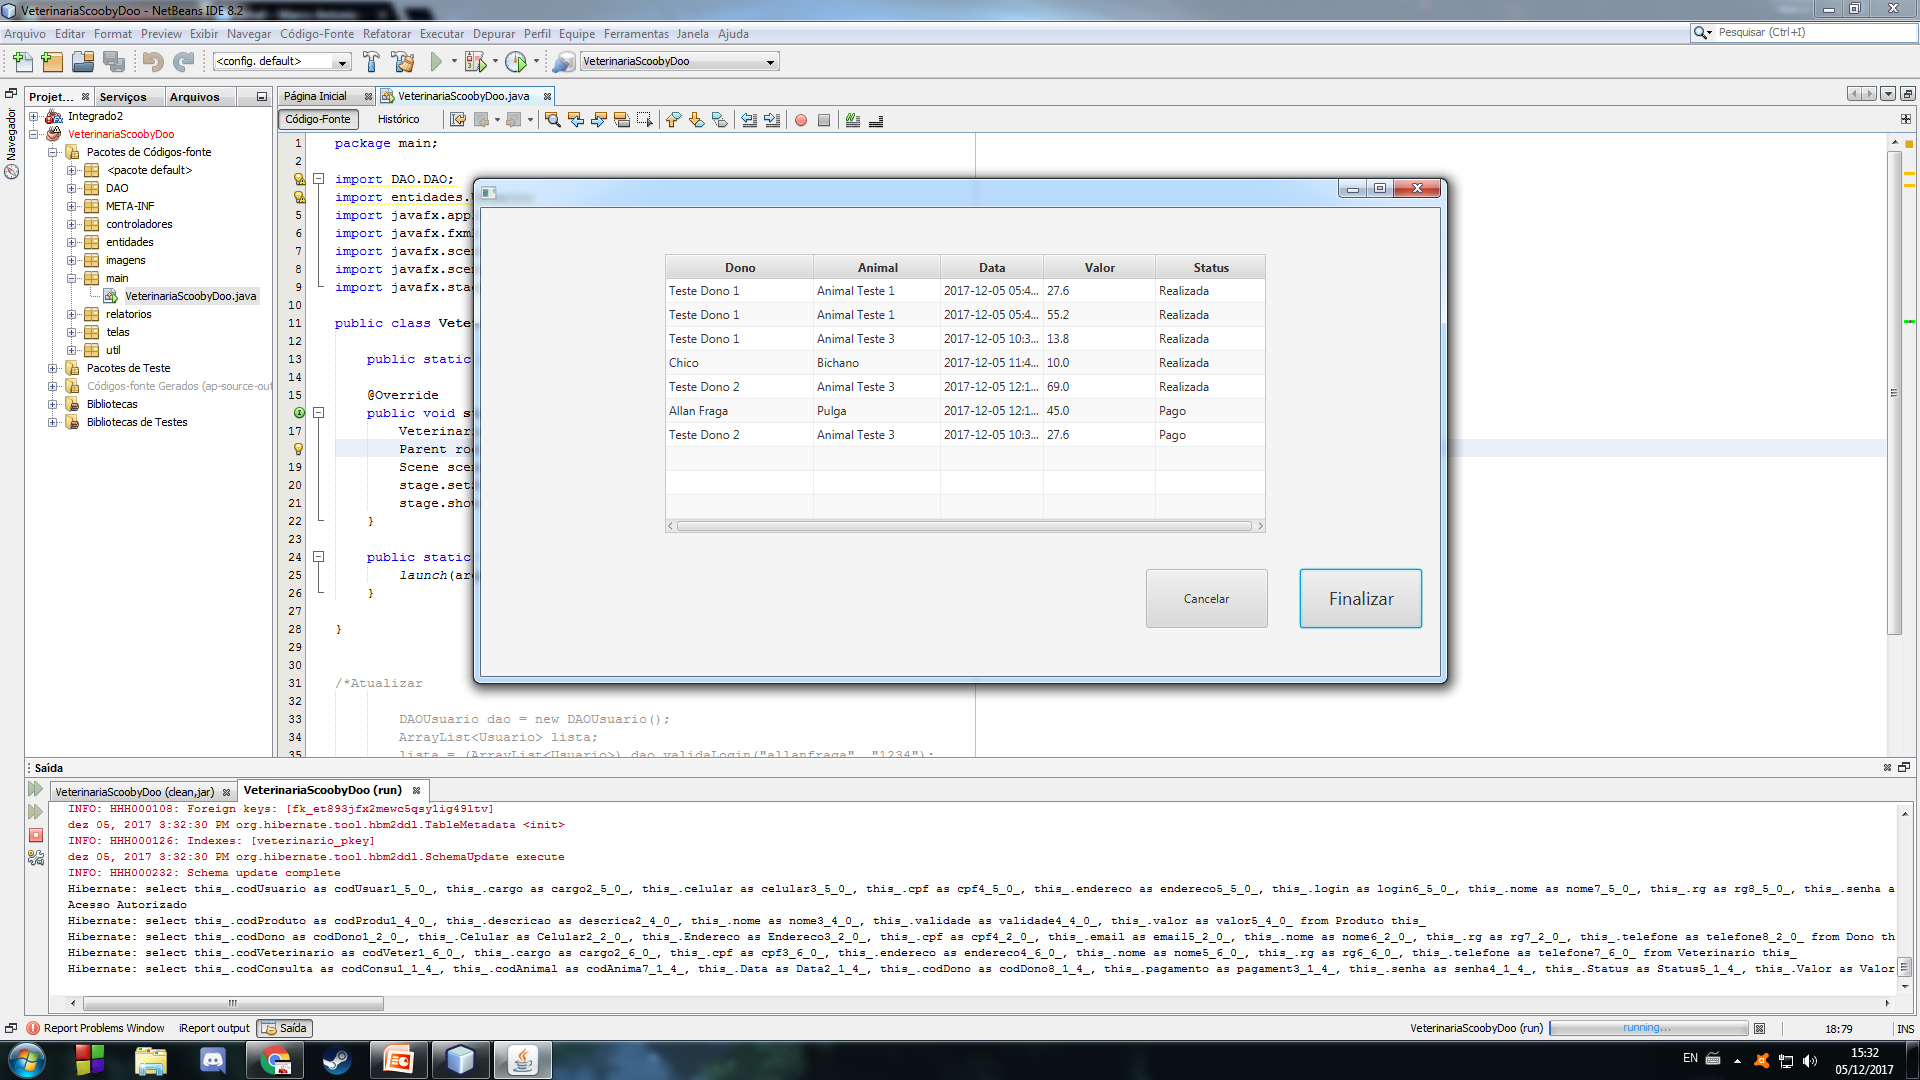 VeterinariaScoobyDoo - NetBeans IDE 8.2
Arquivo Editar Format Preview Exibir Navegar Código-Fonte Refatorar Executar Depurar Perfil Equipe Ferramentas Janela Ajuda
Pesquisar (Ctrl+I)
<config. default>
VeterinariaScoobyDoo
Projet... Serviços Arquivos
Página Inicial VeterinariaScoobyDoo.java
Navegador
Código-Fonte Histórico
Integrado2
VeterinariaScoobyDoo
Pacotes de Códigos-fonte
<pacote default>
DAO
META-INF
controladores
entidades
imagens
main
VeterinariaScoobyDoo.java
relatorios
telas
util
Pacotes de Teste
Códigos-fonte Gerados (ap-source-ou
Bibliotecas
Bibliotecas de Testes
1 package main;
2
import DAO.DAO;
import entidades.
5 import javafx.app
6 import javafx.fxm
7 import javafx.sce
8 import javafx.sce
9 import javafx.sta
10
11 public class Vete
12
13 public static
14
15 @Override
public void s
17 Veterinar
Parent ro
19 Scene sce
20 stage.set
21 stage.sho
22 }
23
24 public static
25 launch(ar
26 }
27
28 }
29
30
31 /*Atualizar
32
33 DAOUsuario dao = new DAOUsuario();
34 ArrayList<Usuario> lista;
35 lista = (ArrayList<Usuario>) dao.validaLogin("allanfraga", "1234");
Dono Animal Data Valor Status
Teste Dono 1 Animal Teste 1 2017-12-05 05:4... 27.6 Realizada
Teste Dono 1 Animal Teste 1 2017-12-05 05:4... 55.2 Realizada
Teste Dono 1 Animal Teste 3 2017-12-05 10:3... 13.8 Realizada
Chico Bichano 2017-12-05 11:4... 10.0 Realizada
Teste Dono 2 Animal Teste 3 2017-12-05 12:1... 69.0 Realizada
Allan Fraga Pulga 2017-12-05 12:1... 45.0 Pago
Teste Dono 2 Animal Teste 3 2017-12-05 10:3... 27.6 Pago
Cancelar Finalizar
Saída
VeterinariaScoobyDoo (clean,jar) VeterinariaScoobyDoo (run)
INFO: HHH000108: Foreign keys: [fk_et893jfx2mewc5qsylig49ltv]
dez 05, 2017 3:32:30 PM org.hibernate.tool.hbm2ddl.TableMetadata <init>
INFO: HHH000126: Indexes: [veterinario_pkey]
dez 05, 2017 3:32:30 PM org.hibernate.tool.hbm2ddl.SchemaUpdate execute
INFO: HHH000232: Schema update complete
Hibernate: select this_.codUsuario as codUsuar1_5_0_, this_.cargo as cargo2_5_0_, this_.celular as celular3_5_0_, this_.cpf as cpf4_5_0_, this_.endereco as endereco5_5_0_, this_.login as login6_5_0_, this_.nome as nome7_5_0_, this_.rg as rg8_5_0_, this_.senha a
Acesso Autorizado
Hibernate: select this_.codProduto as codProdu1_4_0_, this_.descricao as descrica2_4_0_, this_.nome as nome3_4_0_, this_.validade as validade4_4_0_, this_.valor as valor5_4_0_ from Produto this_
Hibernate: select this_.codDono as codDono1_2_0_, this_.Celular as Celular2_2_0_, this_.Endereco as Endereco3_2_0_, this_.cpf as cpf4_2_0_, this_.email as email5_2_0_, this_.nome as nome6_2_0_, this_.rg as rg7_2_0_, this_.telefone as telefone8_2_0_ from Dono th
Hibernate: select this_.codVeterinario as codVeter1_6_0_, this_.cargo as cargo2_6_0_, this_.cpf as cpf3_6_0_, this_.endereco as endereco4_6_0_, this_.nome as nome5_6_0_, this_.rg as rg6_6_0_, this_.telefone as telefone7_6_0_ from Veterinario this_
Hibernate: select this_.codConsulta as codConsu1_1_4_, this_.codAnimal as codAnima7_1_4_, this_.Data as Data2_1_4_, this_.codDono as codDono8_1_4_, this_.pagamento as pagament3_1_4_, this_.senha as senha4_1_4_, this_.Status as Status5_1_4_, this_.Valor as Valor
Report Problems Window iReport output Saída VeterinariaScoobyDoo (run) running... 18:79 INS
EN 15:32
05/12/2017